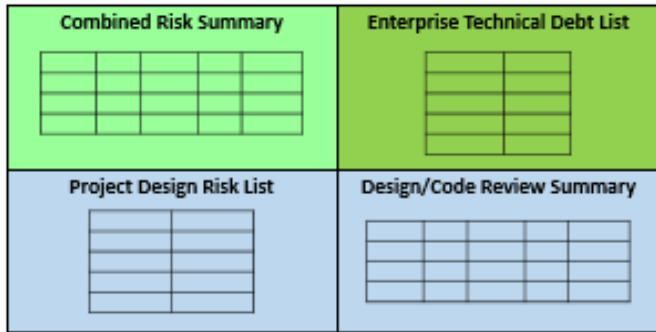 Combined Risk Summary
Enterprise Technical Debt List
Project Design Risk List
Design/Code Review Summary